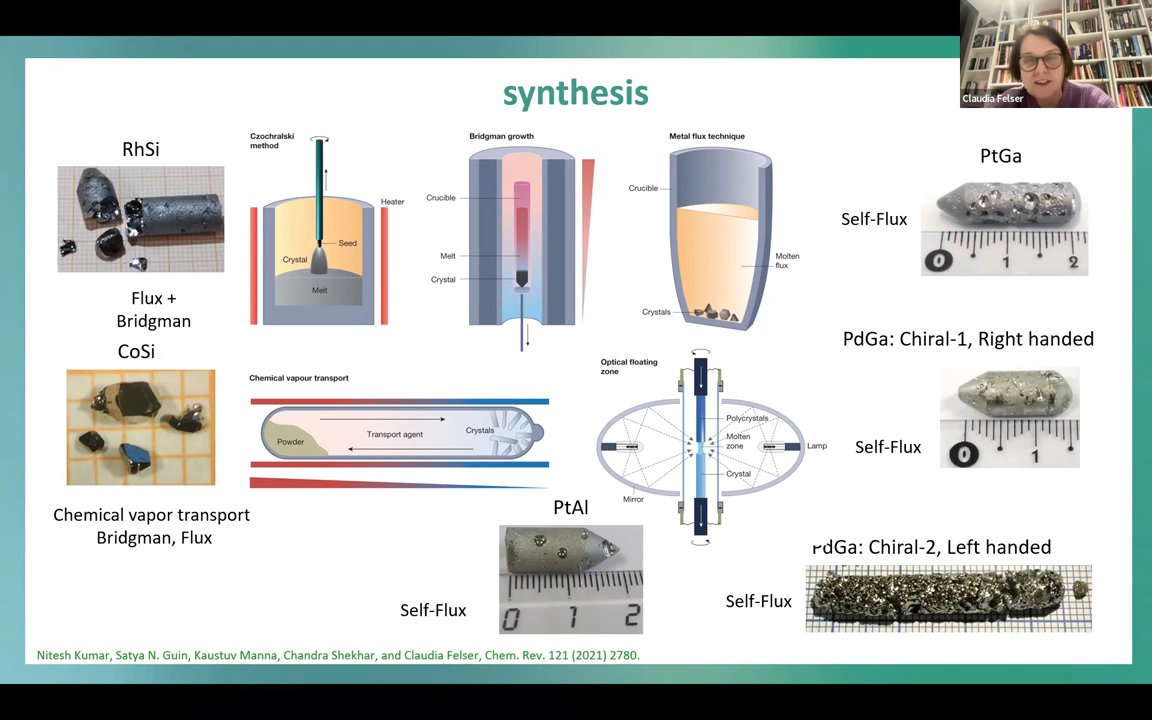 Claudia Felser
synthesis
RhSi
Flux +
Bridgman
CoSi
Chemical vapor transport
Bridgman, Flux
Czochralski
method
Heater
Seed
Crystal
Melt
Bridgman growth
Crucible
Melt
Crystal
Metal flux technique
Crucible
Molten
flux
Crystals
PtGa
Self-Flux
0 1 2
PdGa: Chiral-1, Right handed
Self-Flux
0 1
Chemical vapour transport
Powder
Transport agent
Crystals
Optical floating
zone
Polycrystals
Molten
zone
Lamp
Crystal
Mirror
PtAl
Self-Flux
0 1 2
PdGa: Chiral-2, Left handed
Self-Flux
Nitesh Kumar, Satya N. Guin, Kaustuv Manna, Chandra Shekhar, and Claudia Felser, Chem. Rev. 121 (2021) 2780.